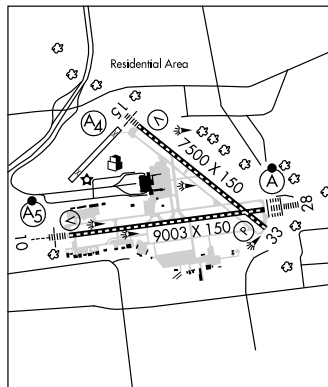 Residential Area
A4
15
V
7500 X 150
A
A5
V
10
9003 X 150
P
28
33